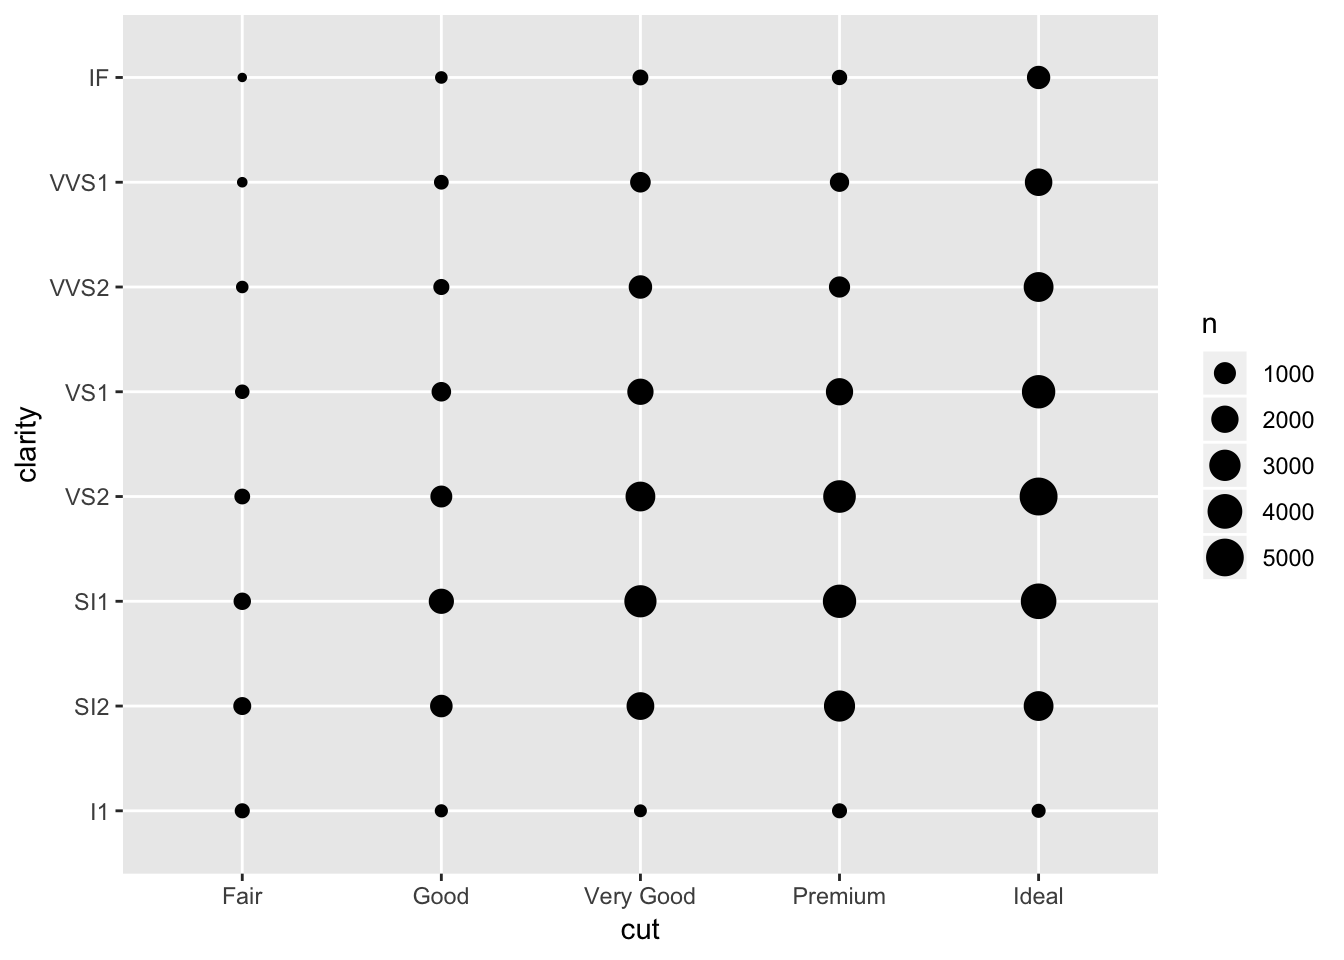 IF
VVS1
VVS2
VS1
VS2
SI1
SI2
I1
clarity
Fair Good Very Good Premium Ideal
cut
n
1000
2000
3000
4000
5000